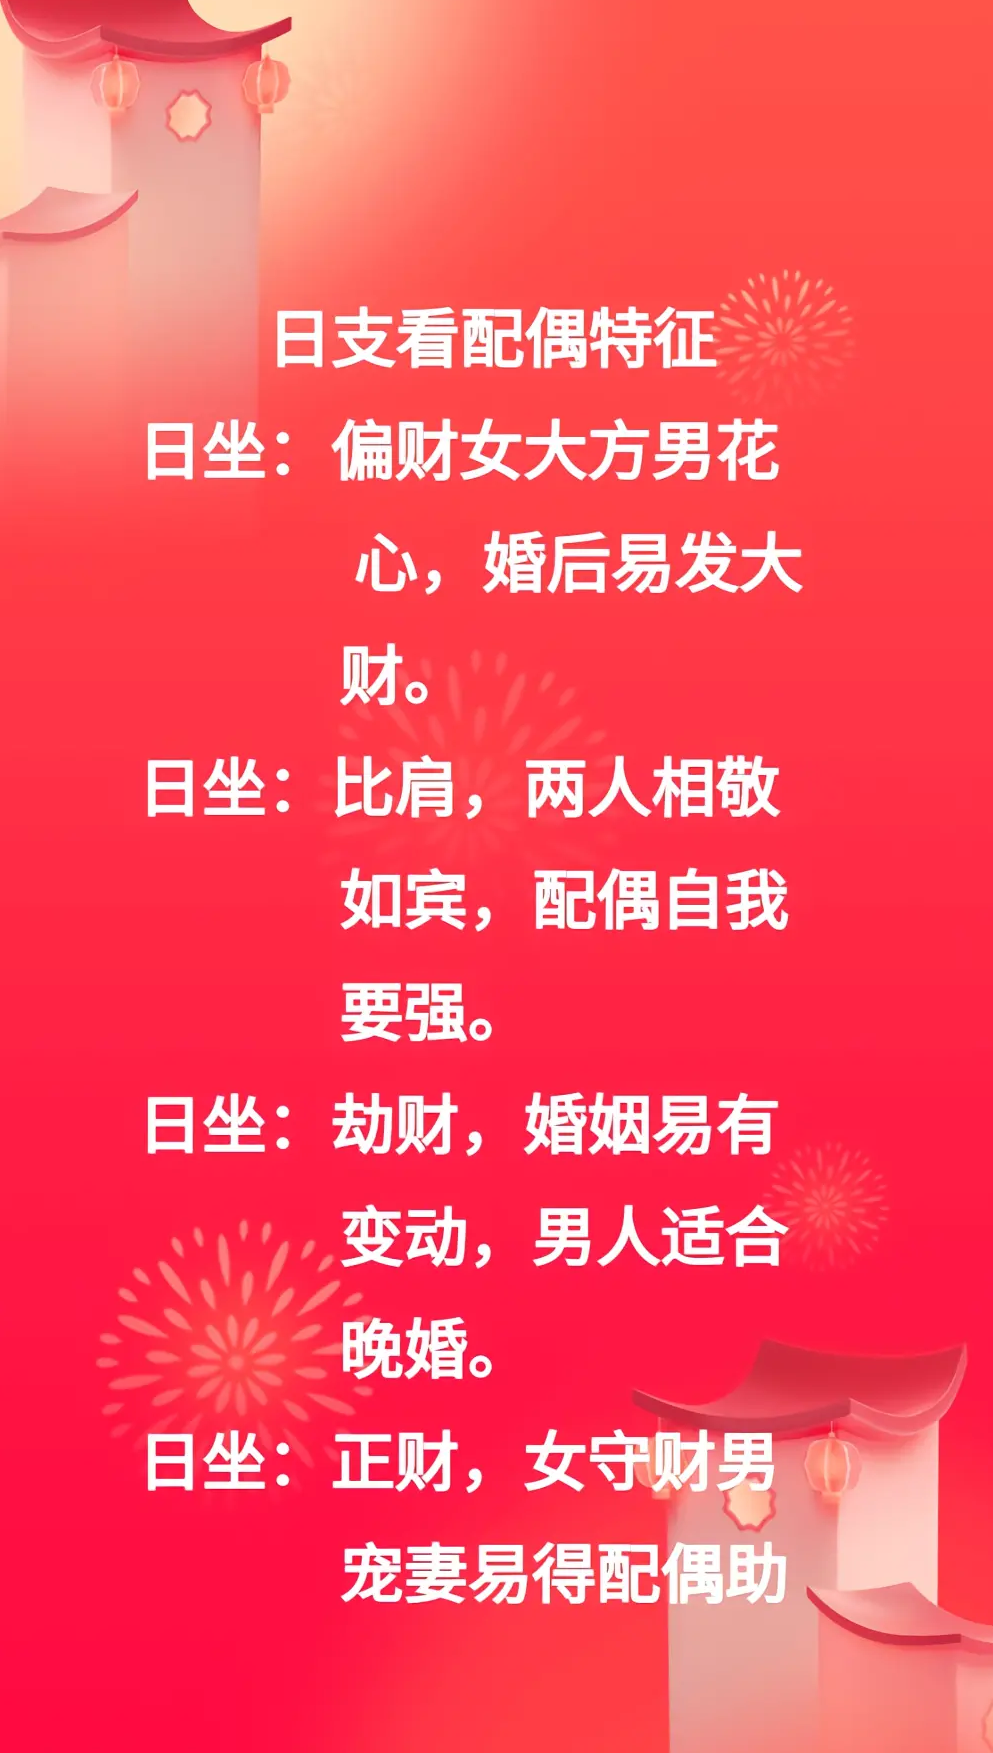 日支看配偶特征
日坐：偏财女大方男花
心，婚后易发大
财。
日坐：比肩，两人相敬
如宾，配偶自我
要强。
日坐：劫财，婚姻易有
变动，男人适合
晚婚。
日坐：正财，女守财男
宠妻易得配偶助